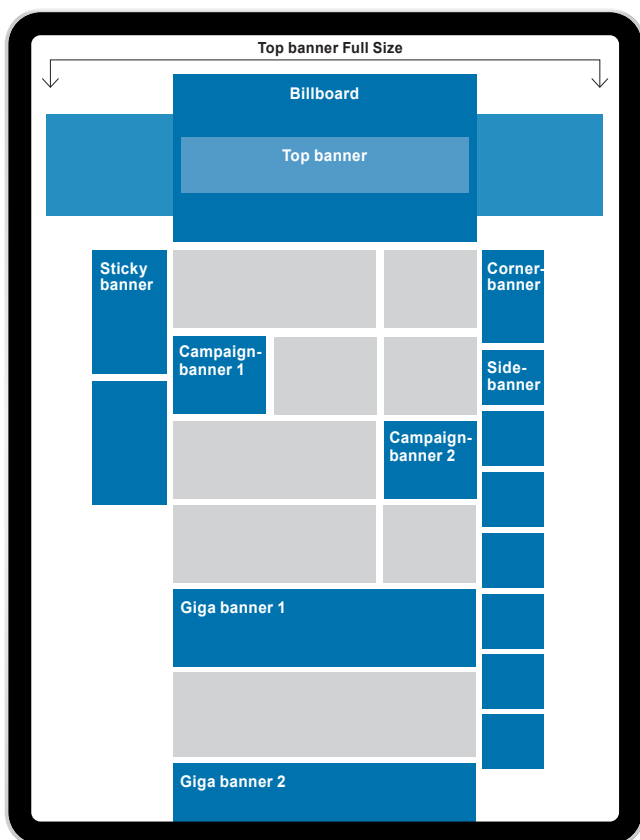 Top banner Full Size
Billboard
Top banner
Sticky
banner
Corner-
banner
Campaign-
banner 1
Side-
banner
Campaign-
banner 2
Giga banner 1
Giga banner 2